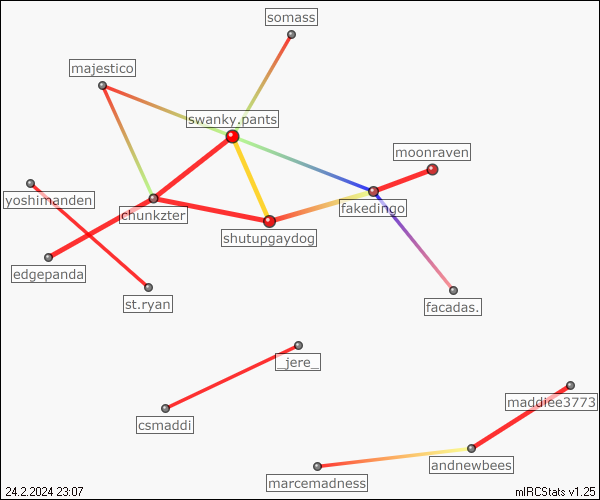 somass
majestico
swanky.pants
moonraven
yoshimanden
chunkzter
fakedingo
shutupgaydog
edgepanda
st.ryan
facadas.
_jere_
csmaddi
maddiee3773
andnewbees
marcemadness
24.2.2024 23:07
mIRCStats v1.25